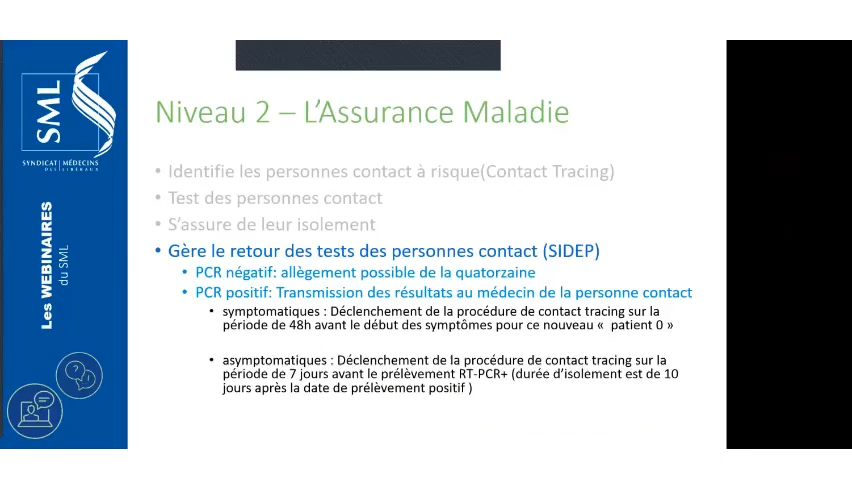 SML
SYNDICAT MÉDECINS
DES LIBÉRAUX
Les WEBINAIRES
du SML
Niveau 2 – L’Assurance Maladie
• Identifie les personnes contact à risque(Contact Tracing)
• Test des personnes contact
• S’assure de leur isolement
• Gère le retour des tests des personnes contact (SIDEP)
• PCR négatif: allègement possible de la quatorzaine
• PCR positif: Transmission des résultats au médecin de la personne contact
• symptomatiques : Déclenchement de la procédure de contact tracing sur la
période de 48h avant le début des symptômes pour ce nouveau « patient 0 »
• asymptomatiques : Déclenchement de la procédure de contact tracing sur la
période de 7 jours avant le prélèvement RT-PCR+ (durée d’isolement est de 10
jours après la date de prélèvement positif )